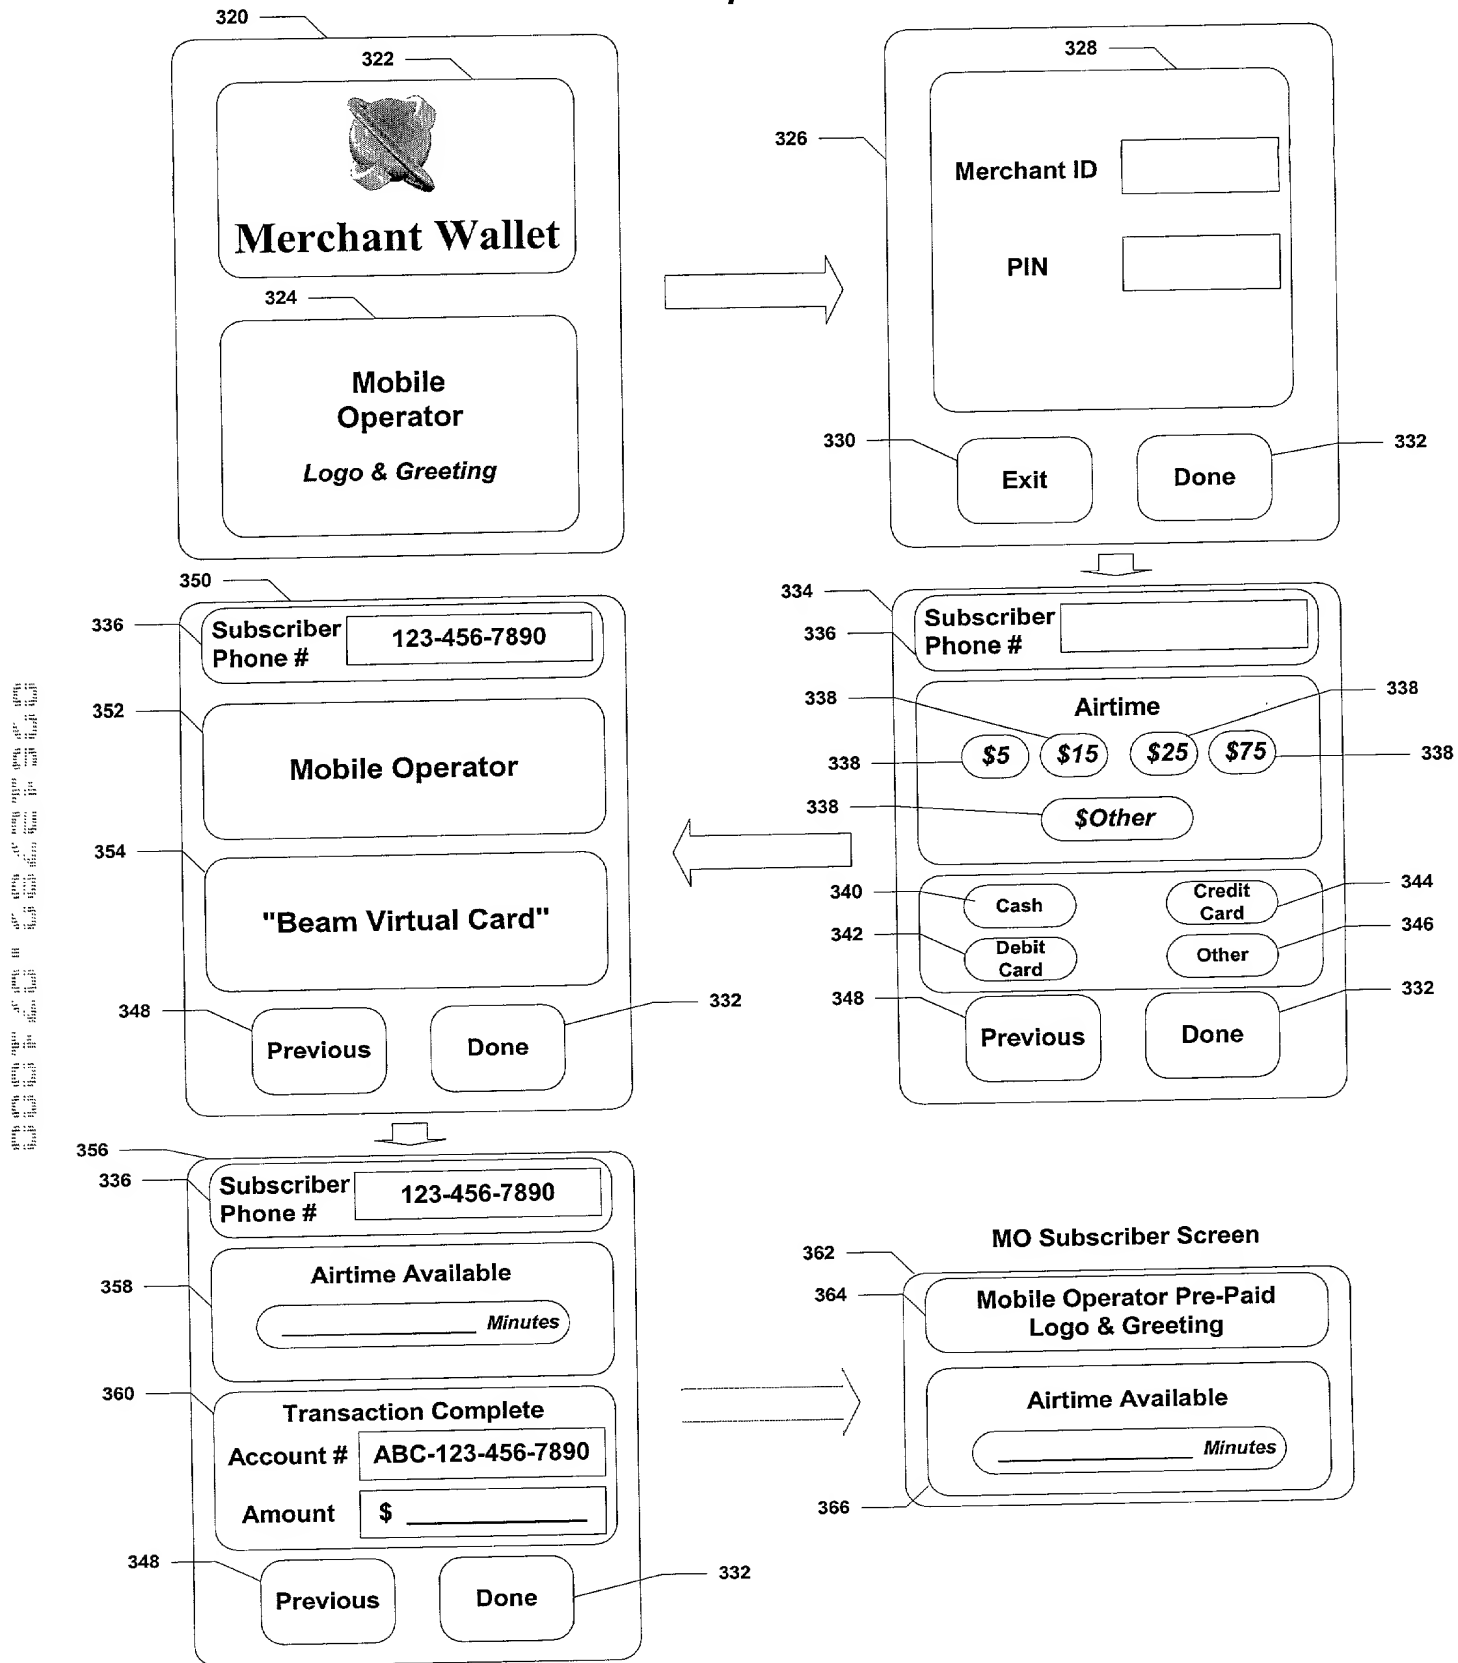 320
322
Merchant Wallet
324
Mobile
Operator
Logo & Greeting
326
328
Merchant ID
PIN
330
Exit
Done
332
334
336
Subscriber
Phone #
338
338
Airtime
338
$5
$15
$25
$75
338
338
$Other
340
Cash
Credit
Card
344
342
Debit
Card
Other
346
348
Previous
Done
332
350
336
Subscriber
Phone #
123-456-7890
352
Mobile Operator
354
"Beam Virtual Card"
348
Previous
Done
332
356
336
Subscriber
Phone #
123-456-7890
358
Airtime Available
Minutes
360
Transaction Complete
Account #
ABC-123-456-7890
Amount
$
348
Previous
Done
332
MO Subscriber Screen
362
364
Mobile Operator Pre-Paid
Logo & Greeting
Airtime Available
Minutes
366